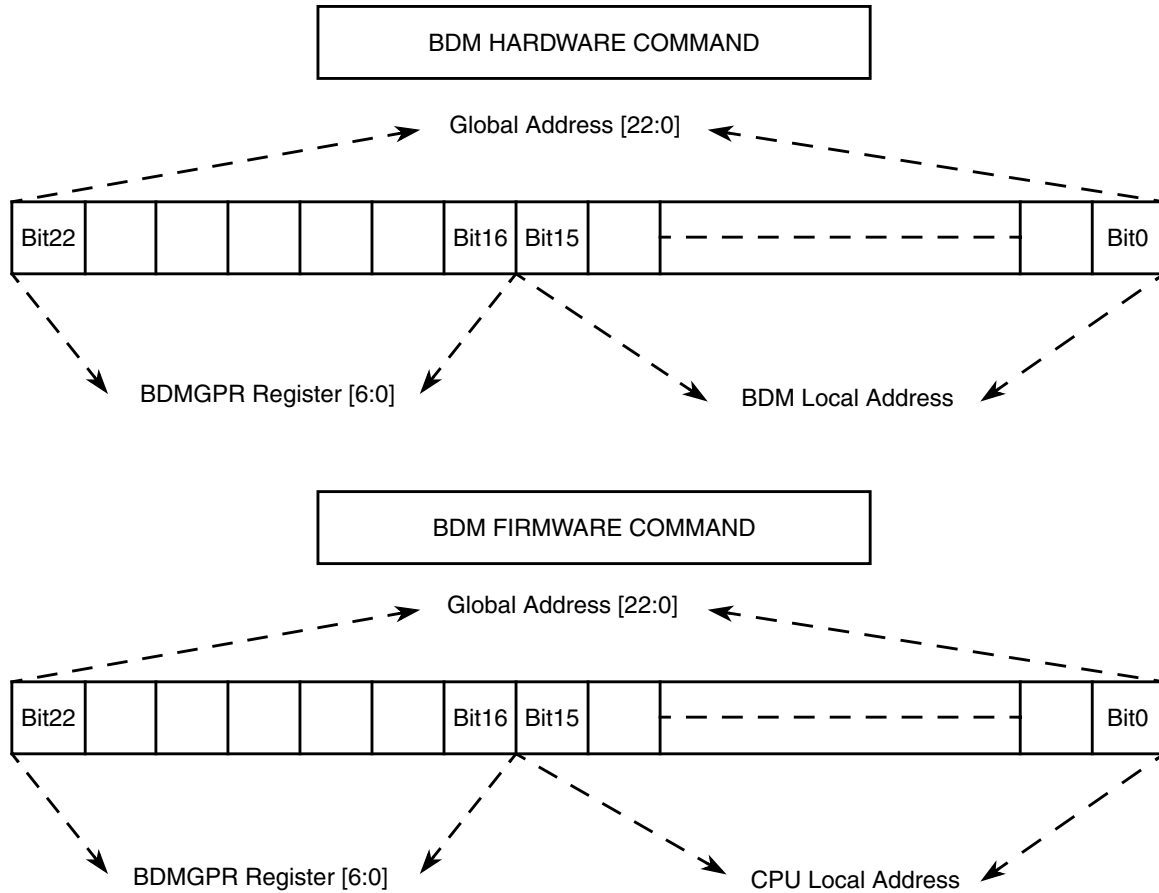 BDM HARDWARE COMMAND
Global Address [22:0]
Bit22 Bit16 Bit15 Bit0
BDMGPR Register [6:0] BDM Local Address
BDM FIRMWARE COMMAND
Global Address [22:0]
Bit22 Bit16 Bit15 Bit0
BDMGPR Register [6:0] CPU Local Address